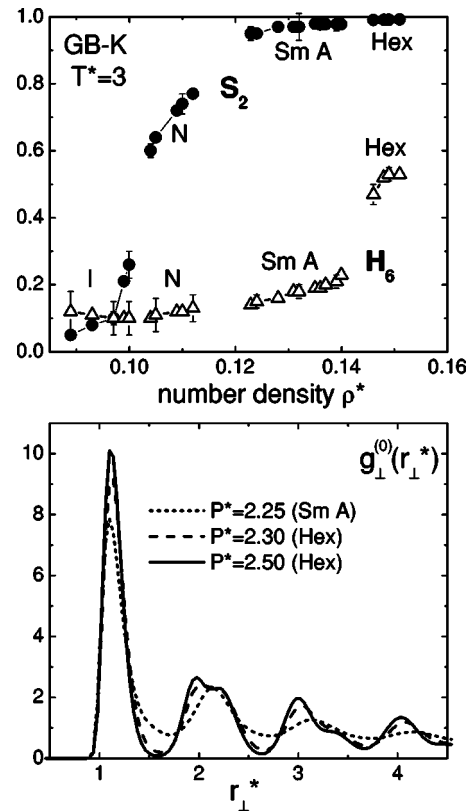 1.0
0.8
0.6
0.4
0.2
0.0
GB-K
T*=3
S₂
N
Sm A
Hex
Hex
I
N
Sm A
H₆
0.10
0.12
0.14
0.16
number density ρ*
10
8
6
4
2
0
g⊥⁽⁰⁾(r⊥*)
P*=2.25 (Sm A)
P*=2.30 (Hex)
P*=2.50 (Hex)
1
2
3
4
r⊥*